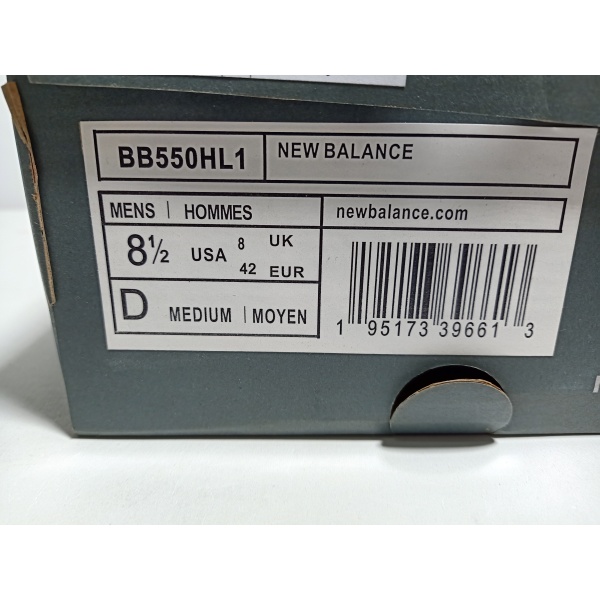 BB550HL1
NEW BALANCE
MENS | HOMMES
newbalance.com
8½ USA 8 UK
42 EUR
D MEDIUM | MOYEN
1 95173 39661 3